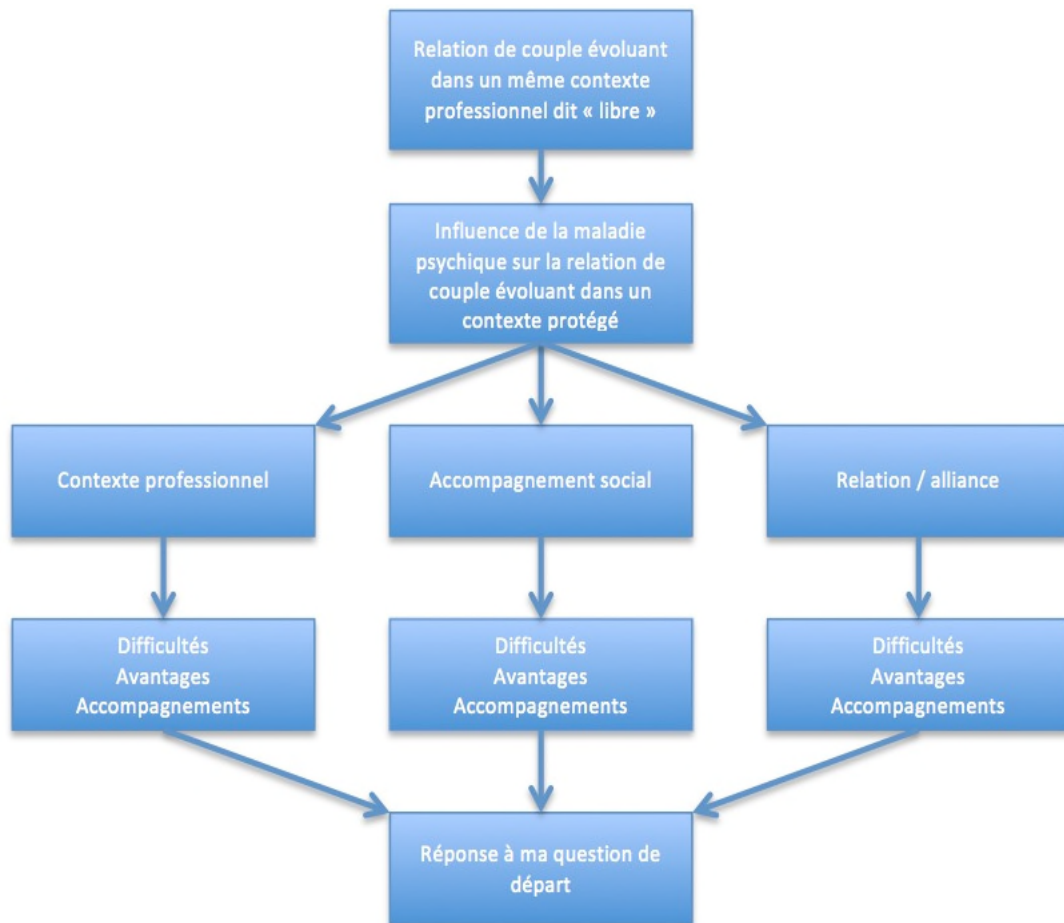 Relation de couple évoluant
dans un même contexte
professionnel dit « libre »
Influence de la maladie
psychique sur la relation de
couple évoluant dans un
contexte protégé
Contexte professionnel
Accompagnement social
Relation / alliance
Difficultés
Avantages
Accompagnements
Difficultés
Avantages
Accompagnements
Difficultés
Avantages
Accompagnements
Réponse à ma question de
départ